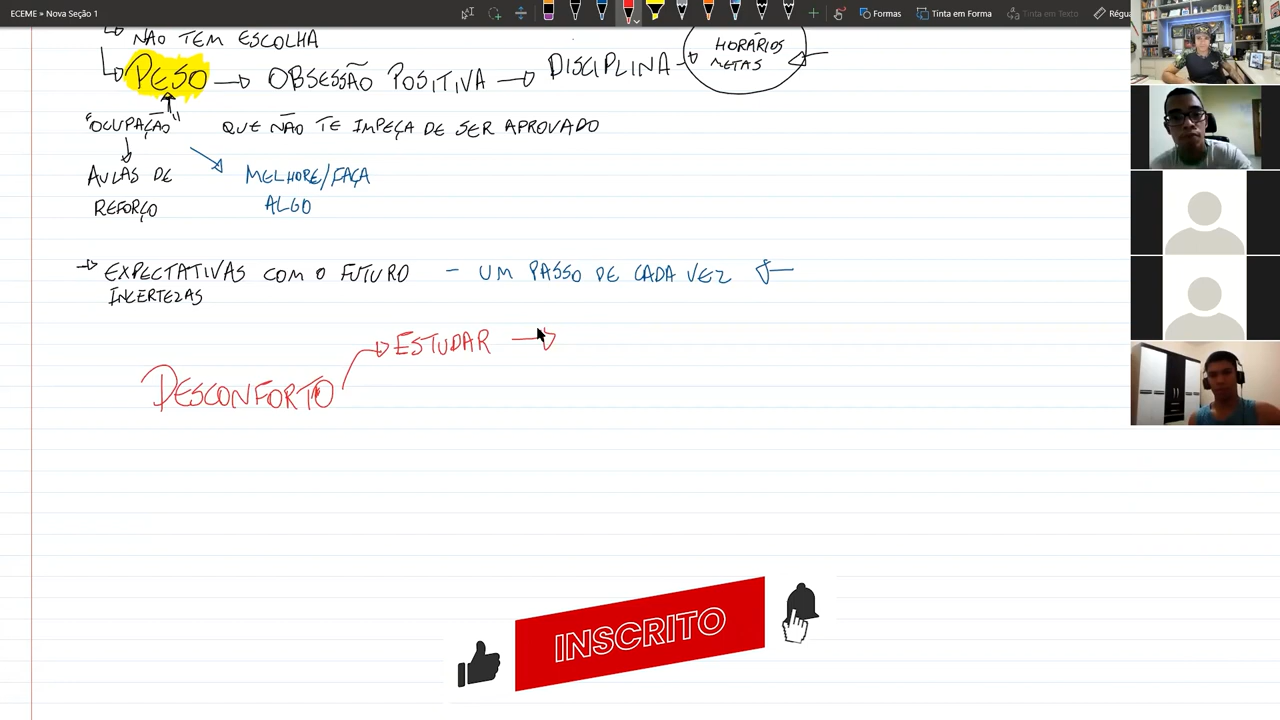 ECEME » Nova Seção 1
Formas
Tinta em Forma
Tinta em Texto
Régua
NÃO TEM ESCOLHA
PESO → OBSESSÃO POSITIVA → DISCIPLINA → HORÁRIOS
METAS
"OCUPAÇÃO" QUE NÃO TE IMPEÇA DE SER APROVADO
AULAS DE MELHORE/FAÇA
REFORÇO ALGO
→ EXPECTATIVAS COM O FUTURO - UM PASSO DE CADA VEZ ←
INCERTEZAS
→ ESTUDAR →
DESCONFORTO
INSCRITO